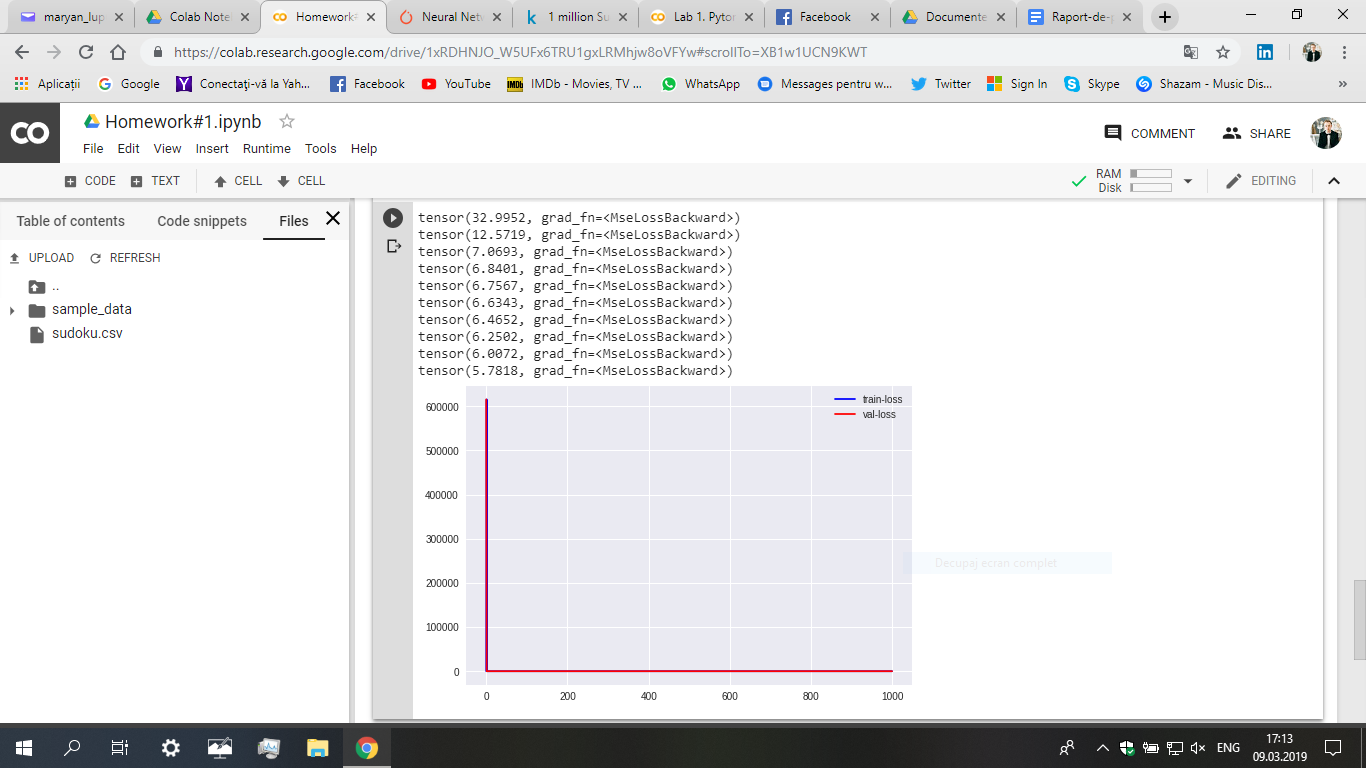 maryan_lup
Colab Note
Homework#
Neural Netv
1 million Su
Lab 1. Pytor
Facebook
Documente
Raport-de-p
https://colab.research.google.com/drive/1xRDHNJO_W5UFx6TRU1gxLRMhjw8oVFYw#scrollTo=XB1w1UCN9KWT
Aplicații
Google
Conectați-vă la Yah...
Facebook
YouTube
IMDb - Movies, TV ...
WhatsApp
Messages pentru w...
Twitter
Sign In
Skype
Shazam - Music Dis...
»
CO
Homework#1.ipynb
COMMENT
SHARE
File Edit View Insert Runtime Tools Help
CODE TEXT CELL CELL
RAM
Disk
EDITING
Table of contents Code snippets Files
UPLOAD REFRESH
..
sample_data
sudoku.csv
tensor(32.9952, grad_fn=<MseLossBackward>)
tensor(12.5719, grad_fn=<MseLossBackward>)
tensor(7.0693, grad_fn=<MseLossBackward>)
tensor(6.8401, grad_fn=<MseLossBackward>)
tensor(6.7567, grad_fn=<MseLossBackward>)
tensor(6.6343, grad_fn=<MseLossBackward>)
tensor(6.4652, grad_fn=<MseLossBackward>)
tensor(6.2502, grad_fn=<MseLossBackward>)
tensor(6.0072, grad_fn=<MseLossBackward>)
tensor(5.7818, grad_fn=<MseLossBackward>)
train-loss
val-loss
600000
500000
400000
300000
200000
100000
0
0 200 400 600 800 1000
Decupaj ecran complet
ENG
17:13
09.03.2019